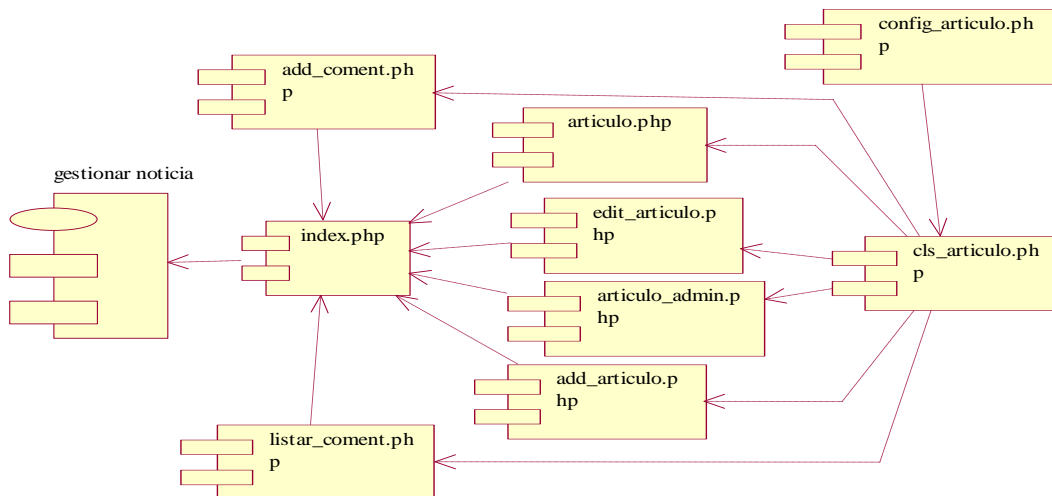 config_articulo.ph
p
add_coment.ph
p
articulo.php
gestionar noticia
edit_articulo.p
hp
index.php
cls_articulo.ph
p
articulo_admin.p
hp
add_articulo.p
hp
listar_coment.ph
p